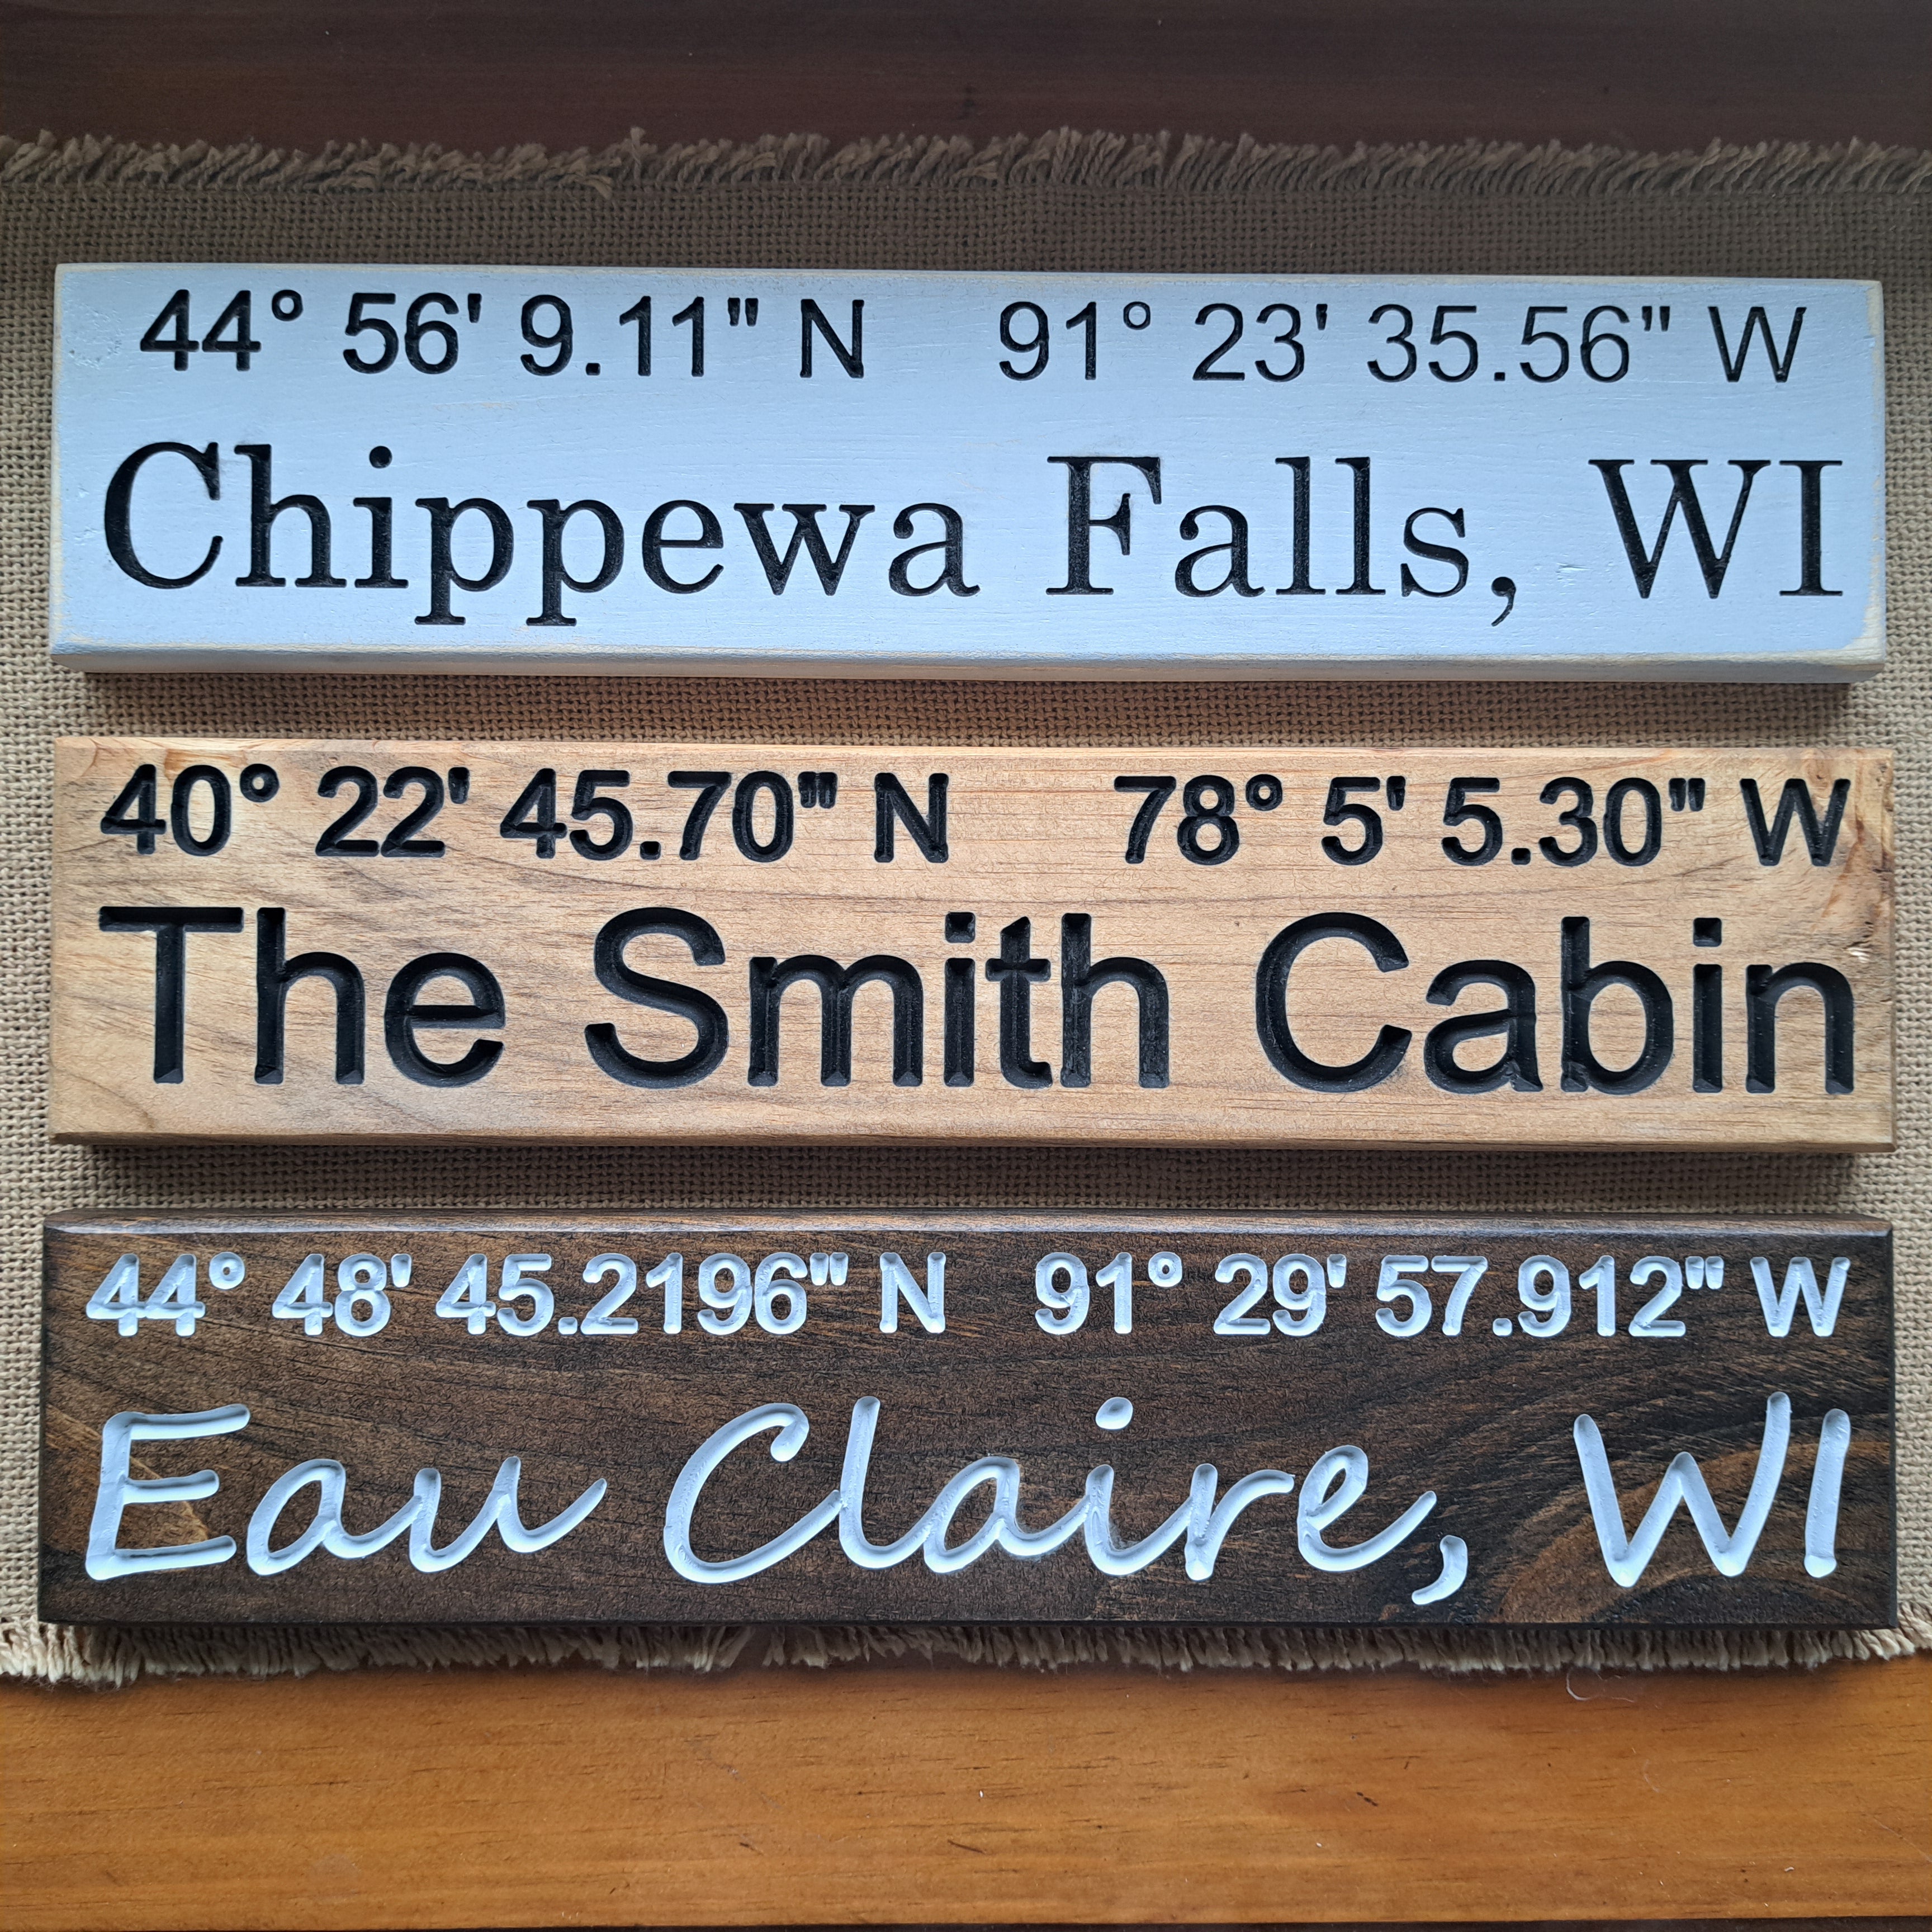 44° 56' 9.11" N 91° 23' 35.56" W
Chippewa Falls, WI
40° 22' 45.70" N 78° 5' 5.30" W
The Smith Cabin
44° 48' 45.2196" N 91° 29' 57.912" W
Eau Claire, WI